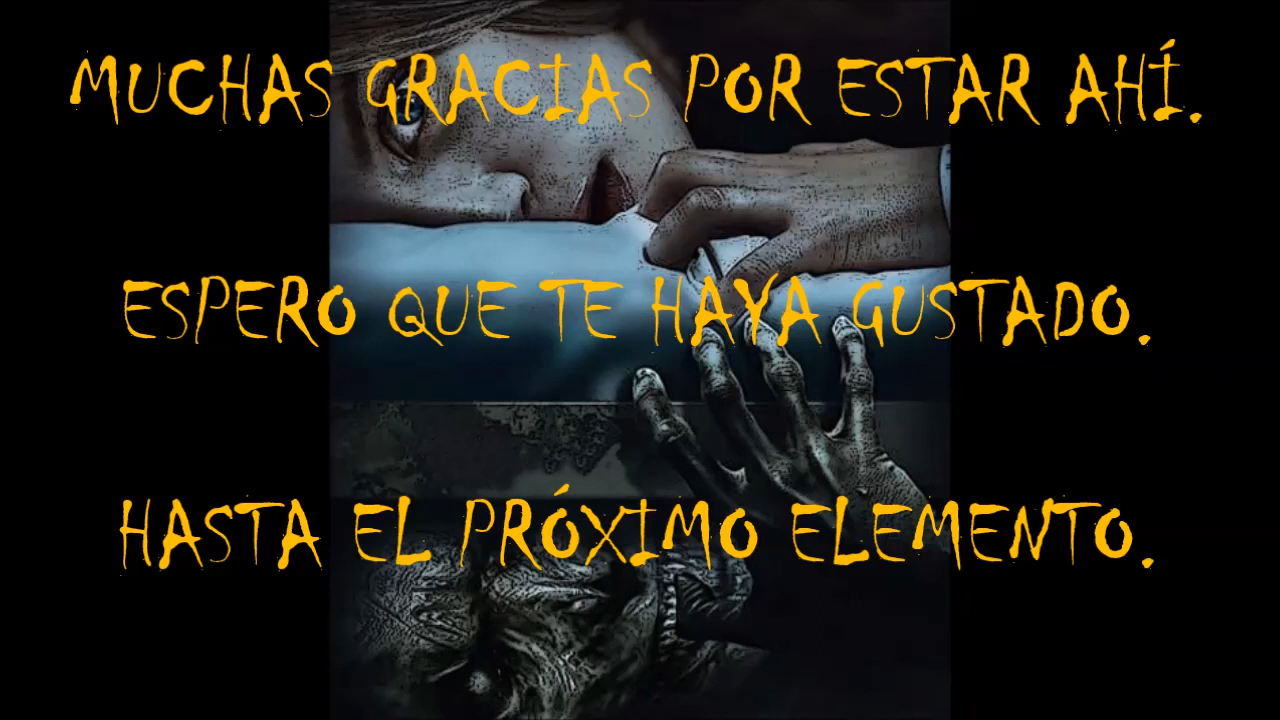 MUCHAS GRACIAS POR ESTAR AHÍ.
ESPERO QUE TE HAYA GUSTADO.
HASTA EL PRÓXIMO ELEMENTO.